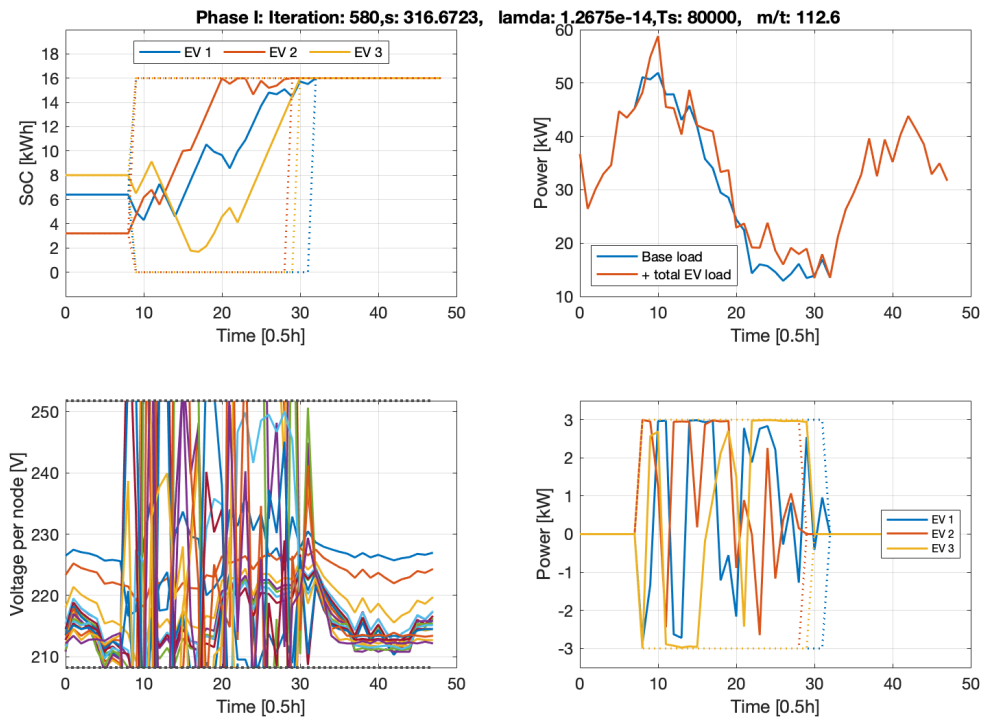 Phase I: Iteration: 580,s: 316.6723, lamda: 1.2675e-14,Ts: 80000, m/t: 112.6
SoC [kWh]
16
14
12
10
8
6
4
2
0
EV 1 EV 2 EV 3
0 10 20 30 40 50
Time [0.5h]
Power [kW]
60
50
40
30
20
10
Base load
+ total EV load
0 10 20 30 40 50
Time [0.5h]
Voltage per node [V]
250
240
230
220
210
0 10 20 30 40 50
Time [0.5h]
Power [kW]
3
2
1
0
-1
-2
-3
EV 1
EV 2
EV 3
0 10 20 30 40 50
Time [0.5h]